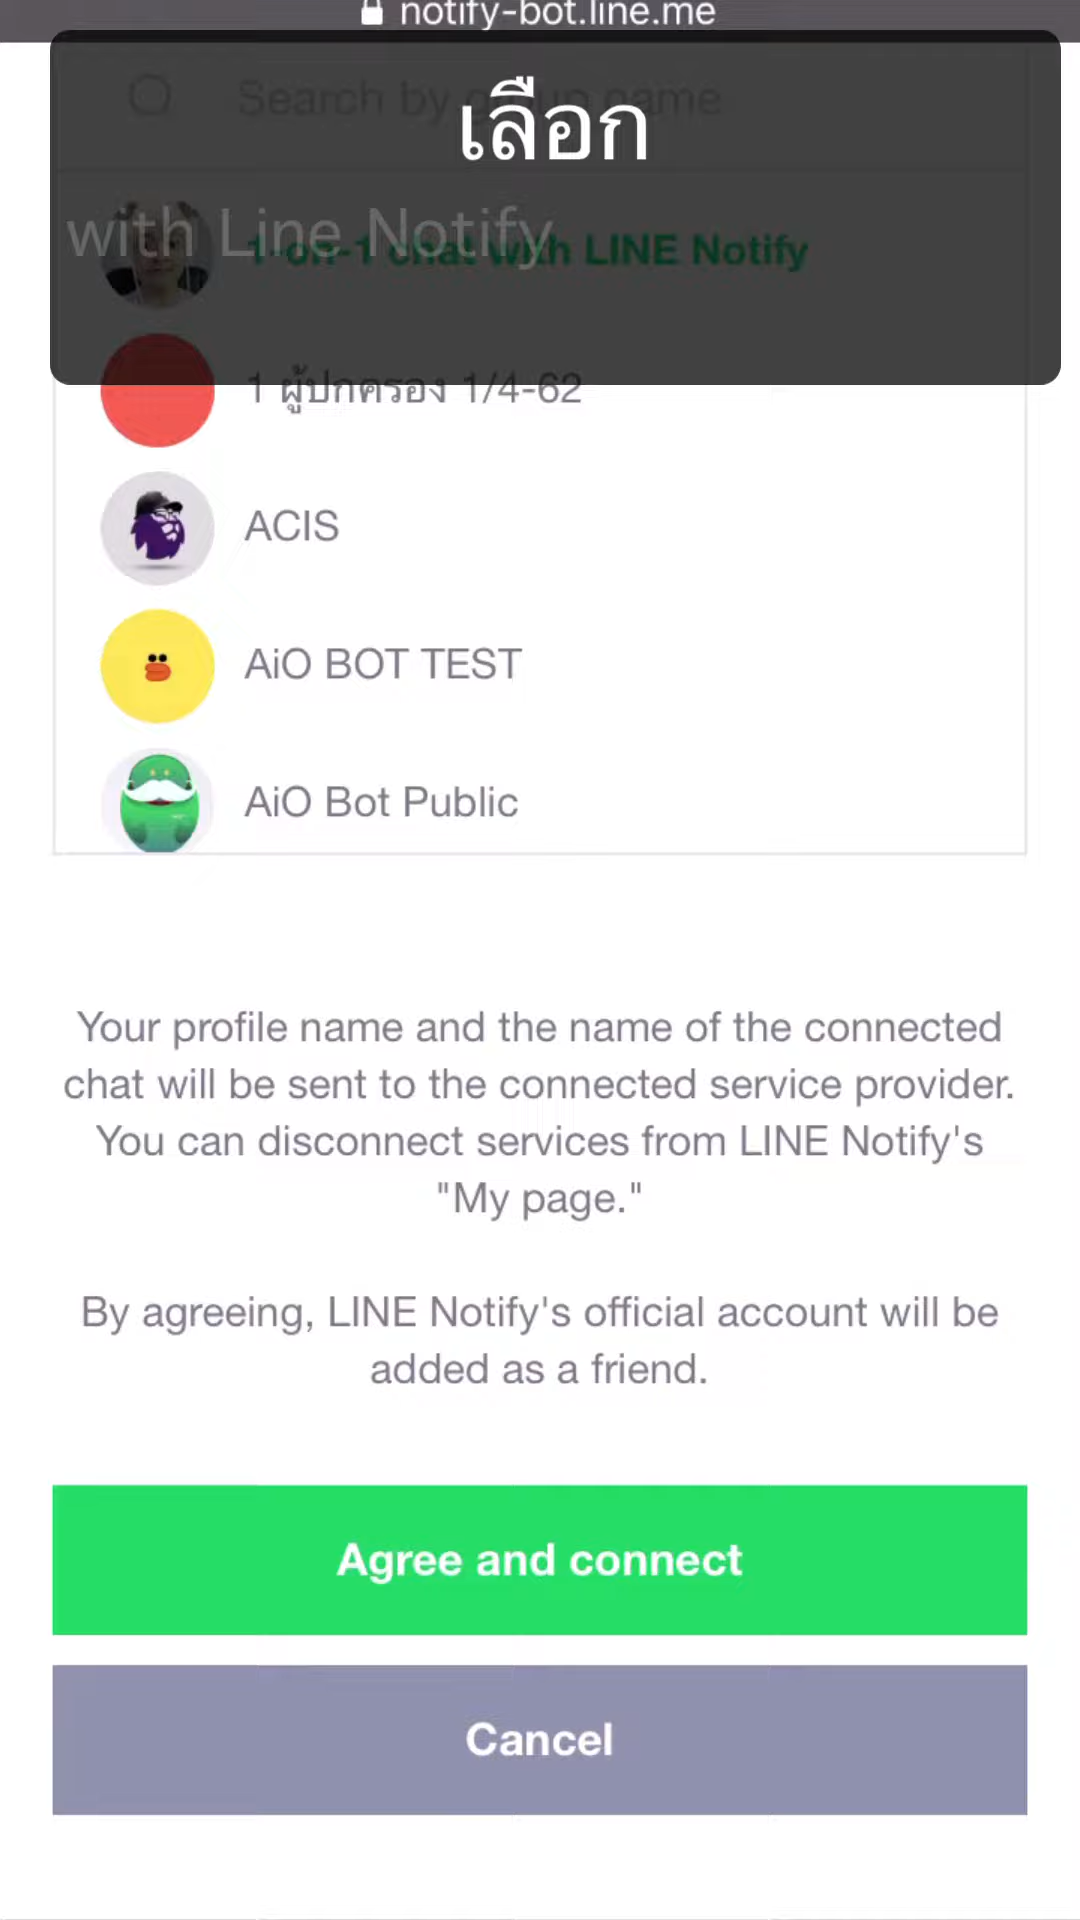 notify-bot.line.me
Search by group name
เลือก
with Line Notify
1-on-1 chat with LINE Notify
1 ผู้ปกครอง 1/4-62
ACIS
AiO BOT TEST
AiO Bot Public
Your profile name and the name of the connected
chat will be sent to the connected service provider.
You can disconnect services from LINE Notify's
"My page."
By agreeing, LINE Notify's official account will be
added as a friend.
Agree and connect
Cancel